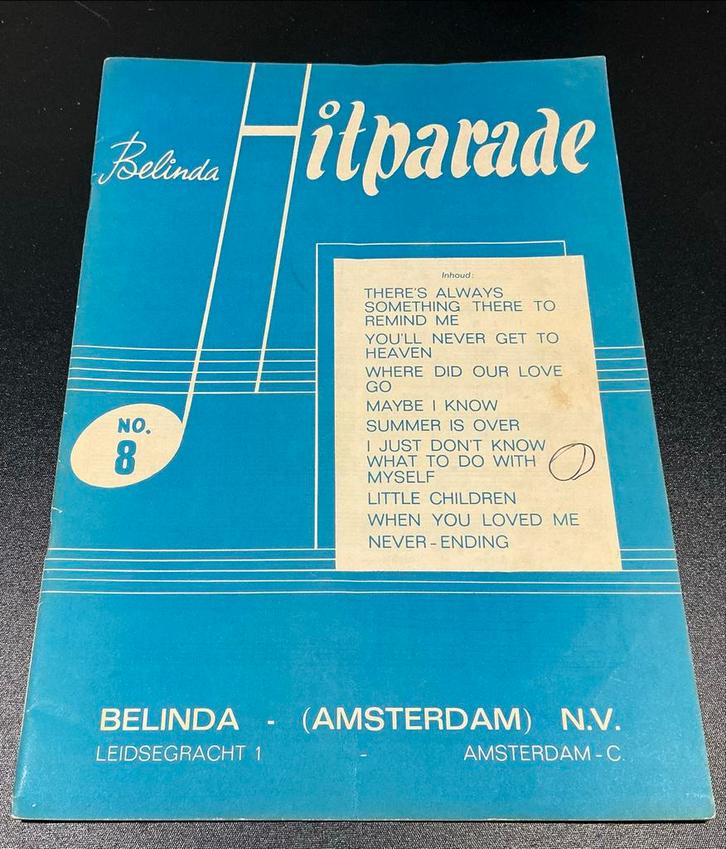 Belinda Hitparade
Inhoud:
THERE'S ALWAYS
SOMETHING THERE TO
REMIND ME
YOU'LL NEVER GET TO
HEAVEN
WHERE DID OUR LOVE
GO
MAYBE I KNOW
SUMMER IS OVER
I JUST DON'T KNOW
WHAT TO DO WITH
MYSELF
LITTLE CHILDREN
WHEN YOU LOVED ME
NEVER-ENDING
NO.
8
BELINDA - (AMSTERDAM) N.V.
LEIDSEGRACHT 1 - AMSTERDAM-C.